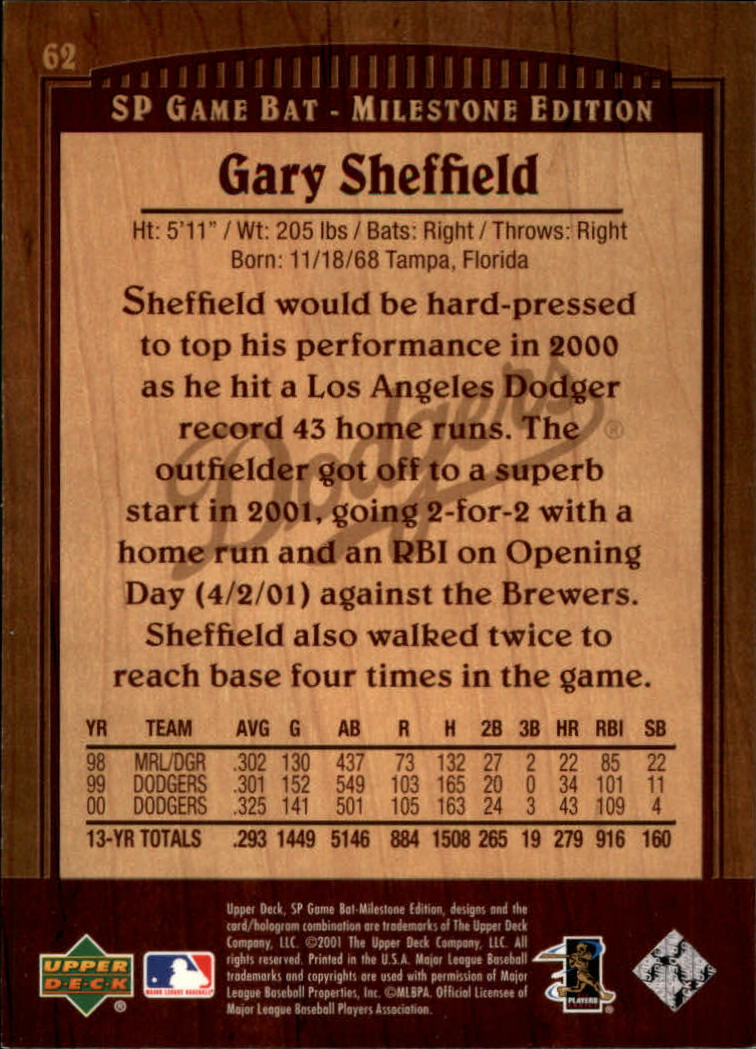 62
SP GAME BAT - MILESTONE EDITION
Gary Sheffield
Ht: 5'11" / Wt: 205 lbs / Bats: Right / Throws: Right
Born: 11/18/68 Tampa, Florida
Sheffield would be hard-pressed
to top his performance in 2000
as he hit a Los Angeles Dodger
record 43 home runs. The
outfielder got off to a superb
start in 2001, going 2-for-2 with a
home run and an RBI on Opening
Day (4/2/01) against the Brewers.
Sheffield also walked twice to
reach base four times in the game.
Dodgers®
YR TEAM AVG G AB R H 2B 3B HR RBI SB
98 MRL/DGR .302 130 437 73 132 27 2 22 85 22
99 DODGERS .301 152 549 103 165 20 0 34 101 11
00 DODGERS .325 141 501 105 163 24 3 43 109 4
13-YR TOTALS .293 1449 5146 884 1508 265 19 279 916 160
Upper Deck, SP Game Bat-Milestone Edition, designs and the
card/hologram combination are trademarks of The Upper Deck
Company, LLC. ©2001 The Upper Deck Company, LLC. All
rights reserved. Printed in the U.S.A. Major League Baseball
trademarks and copyrights are used with permission of Major
League Baseball Properties, Inc. ©MLBPA. Official Licensee of
Major League Baseball Players Association.
UPPER
D·E·C·K
®
MAJOR LEAGUE BASEBALL®
PLAYERS